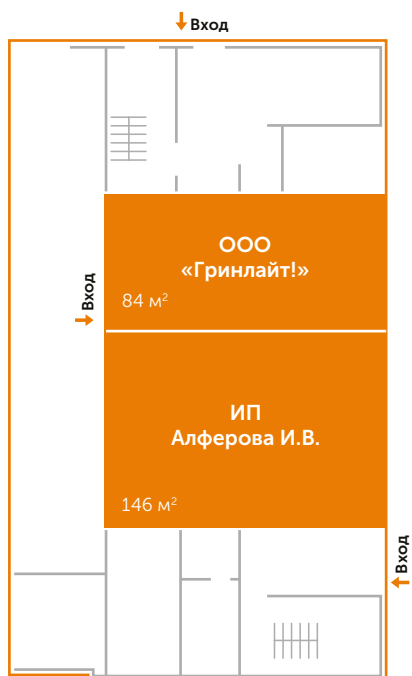 Вход
ООО
«Гринлайт!»
84 м²
Вход
ИП
Алферова И.В.
146 м²
Вход